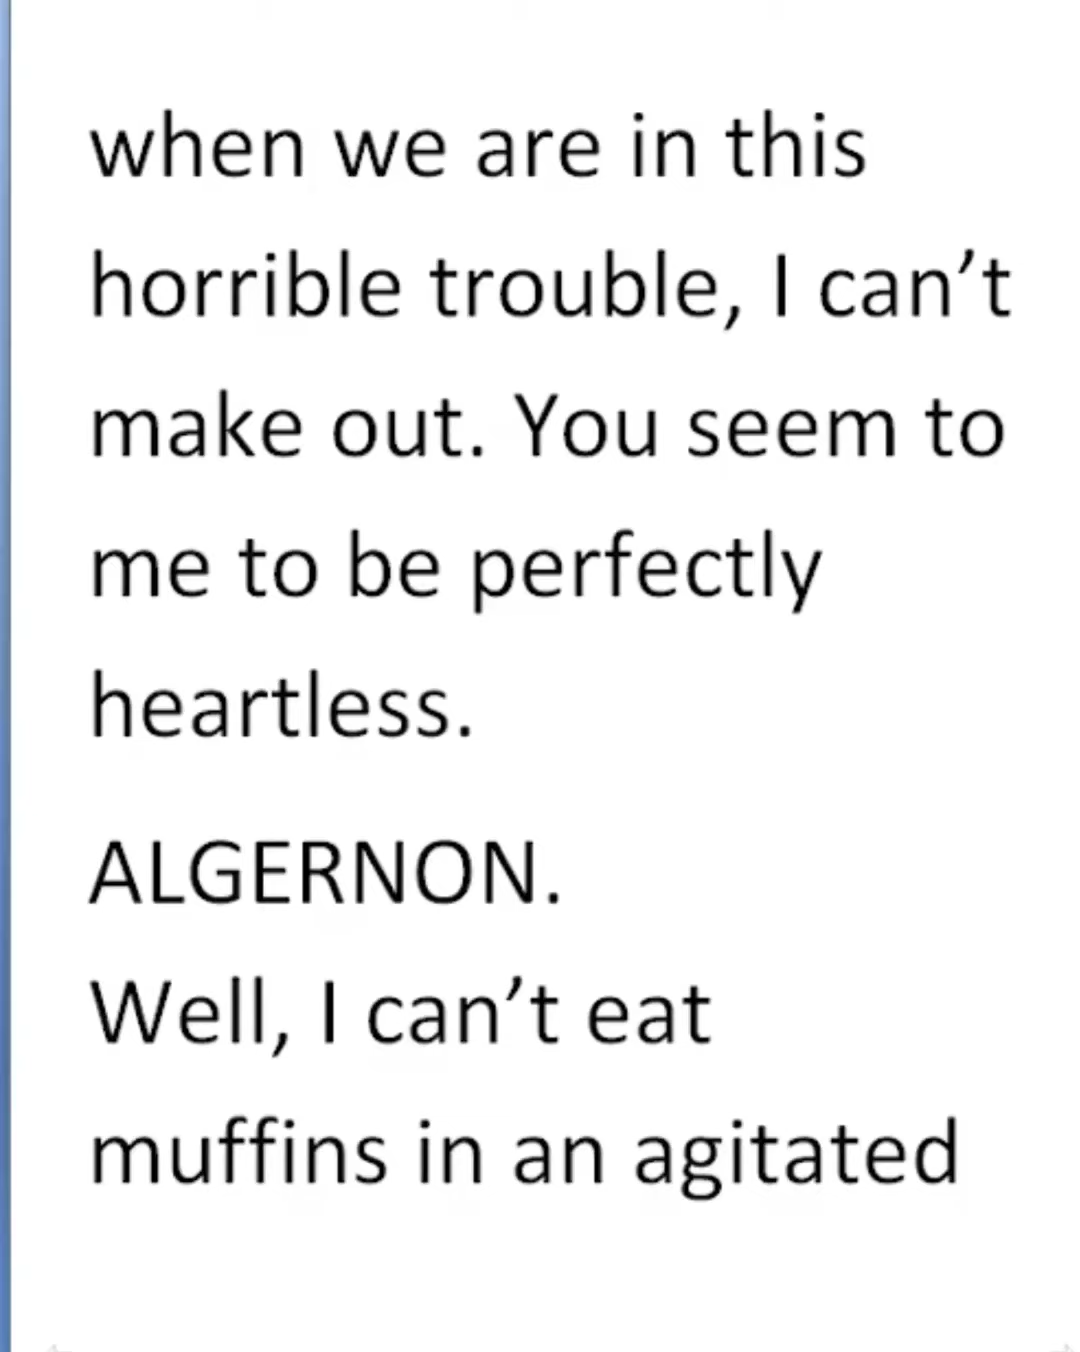 when we are in this
horrible trouble, I can’t
make out. You seem to
me to be perfectly
heartless.
ALGERNON.
Well, I can’t eat
muffins in an agitated